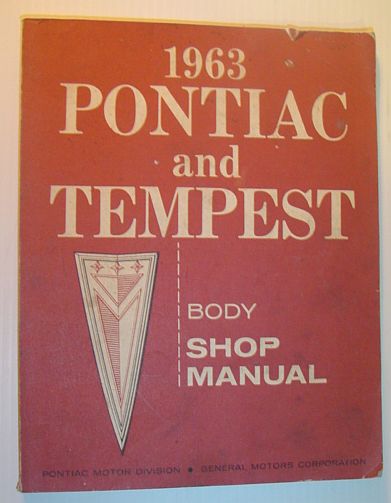 1963
PONTIAC
and
TEMPEST
BODY
SHOP
MANUAL
PONTIAC MOTOR DIVISION • GENERAL MOTORS CORPORATION